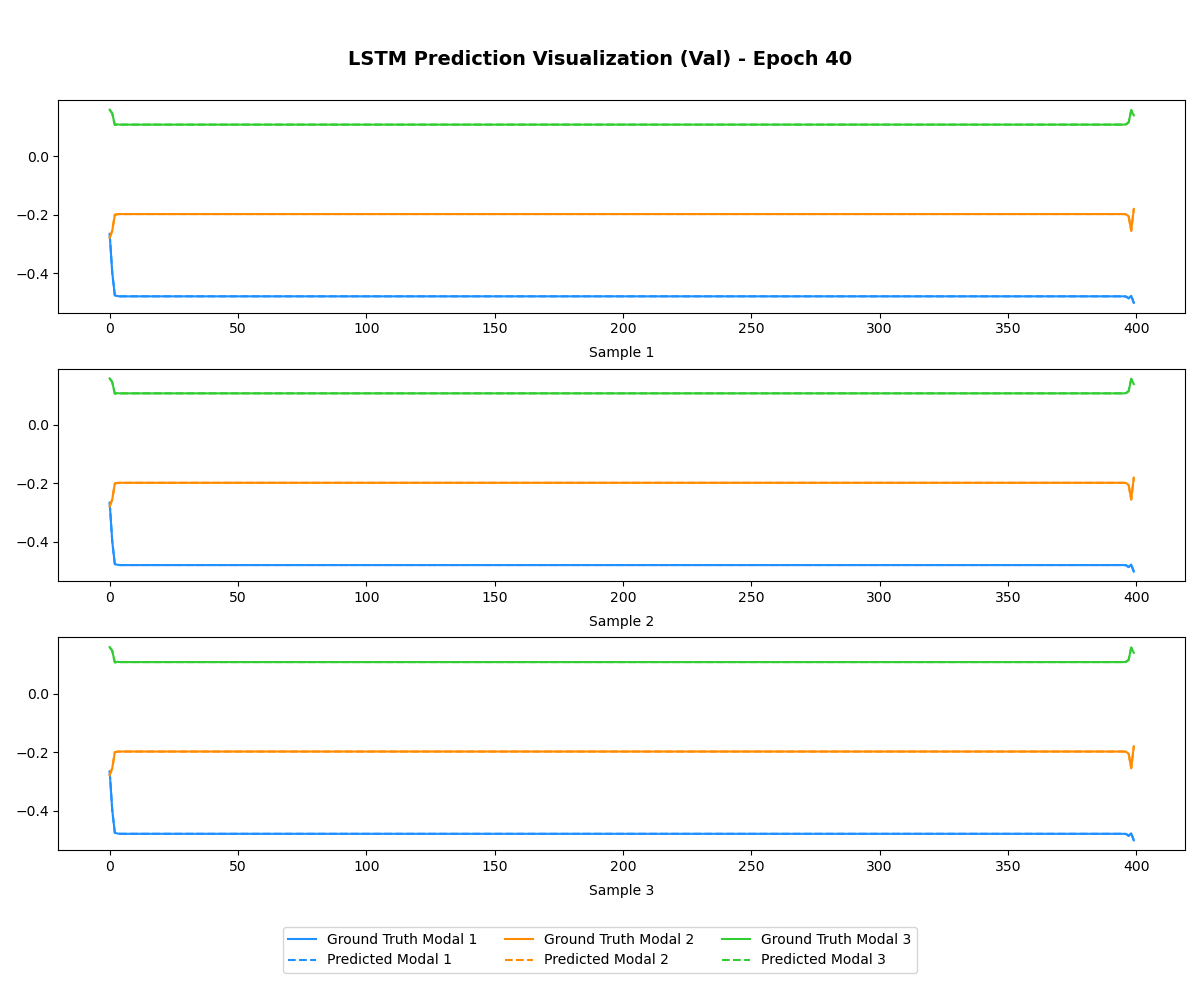 LSTM Prediction Visualization (Val) - Epoch 40
0.0
−0.2
−0.4
0 50 100 150 200 250 300 350 400
Sample 1
0.0
−0.2
−0.4
0 50 100 150 200 250 300 350 400
Sample 2
0.0
−0.2
−0.4
0 50 100 150 200 250 300 350 400
Sample 3
Ground Truth Modal 1 Ground Truth Modal 2 Ground Truth Modal 3
Predicted Modal 1 Predicted Modal 2 Predicted Modal 3